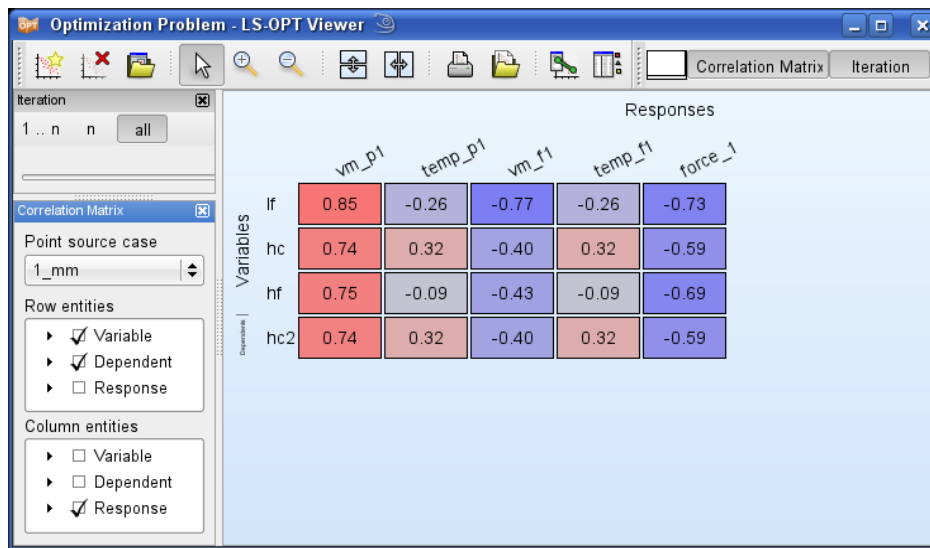 Optimization Problem - LS-OPT Viewer
Correlation Matrix Iteration
Iteration
1 .. n n all
Correlation Matrix
Point source case
1_mm
Row entities
Variable
Dependent
Response
Column entities
Variable
Dependent
Response
Responses
vm_p1 temp_p1 vm_f1 temp_f1 force_1
Variables
Dependents
lf 0.85 -0.26 -0.77 -0.26 -0.73
hc 0.74 0.32 -0.40 0.32 -0.59
hf 0.75 -0.09 -0.43 -0.09 -0.69
hc2 0.74 0.32 -0.40 0.32 -0.59